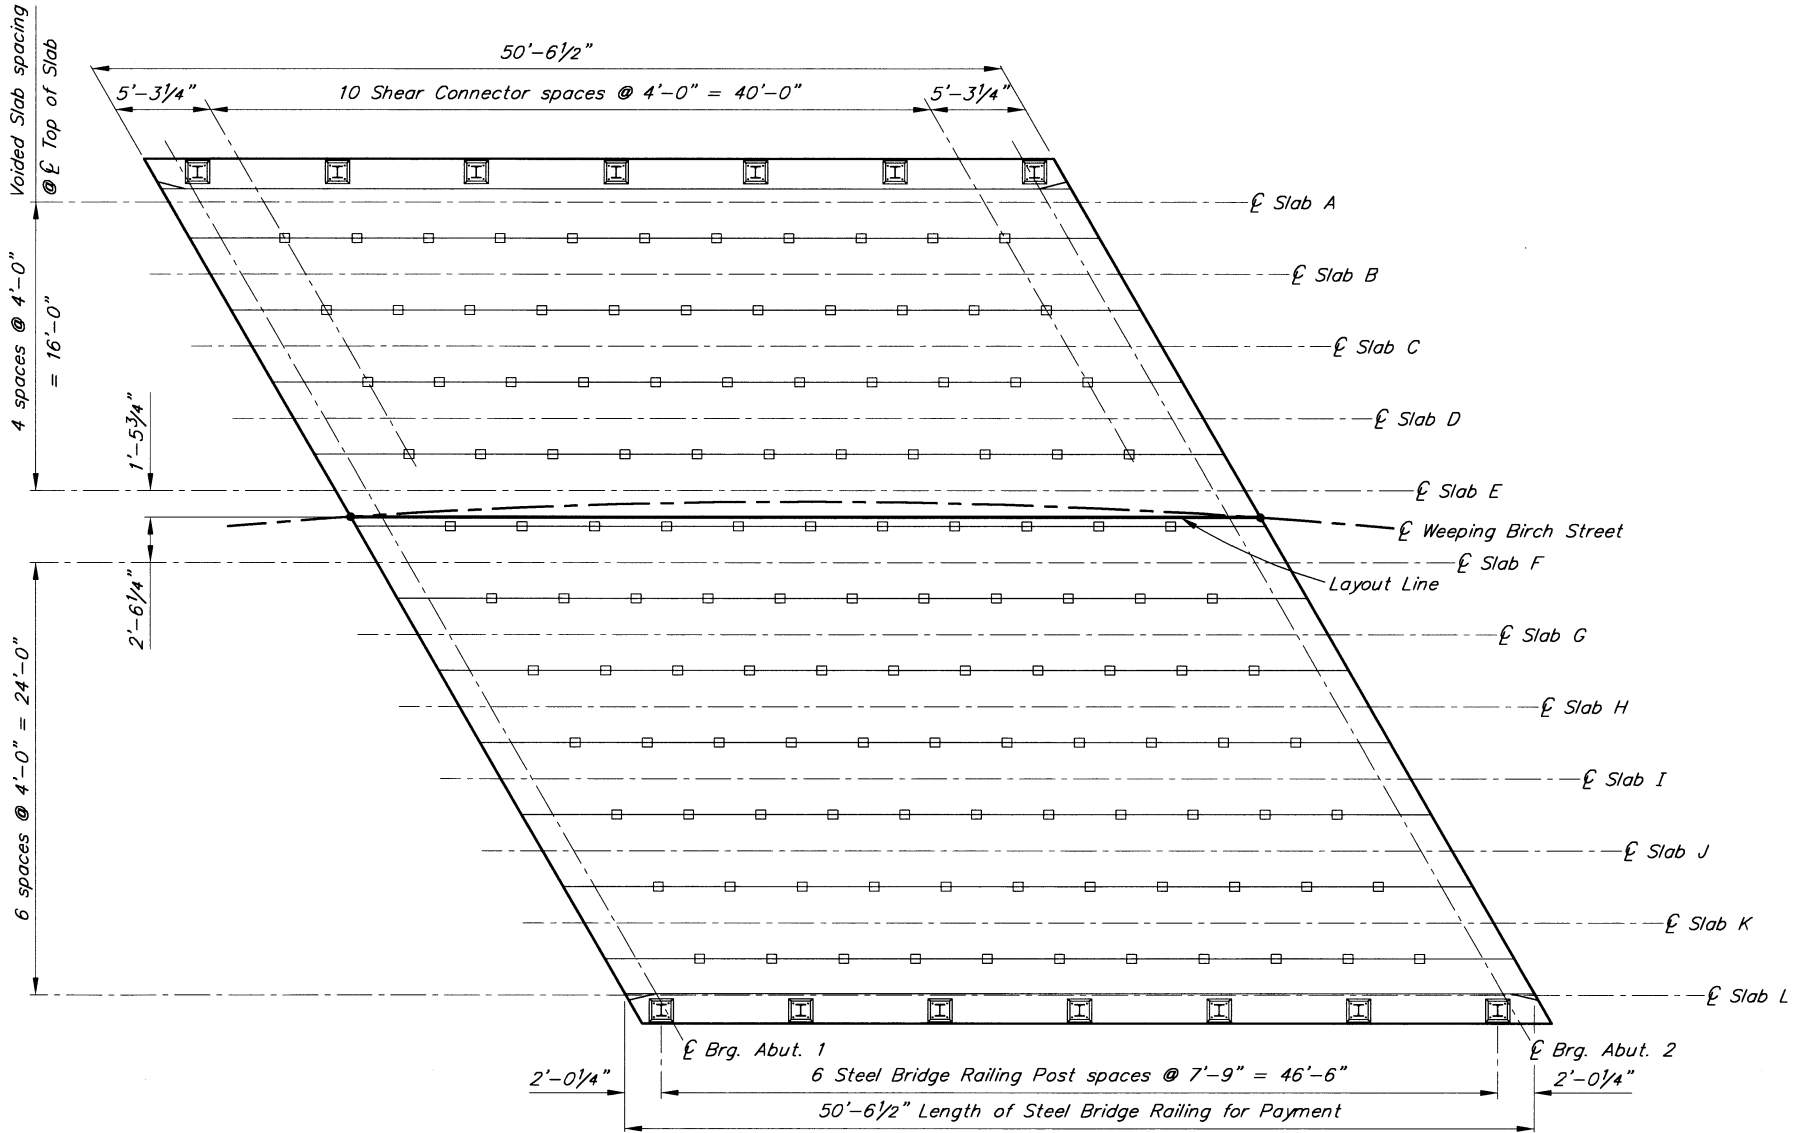 Voided Slab spacing
@ ℄ Top of Slab
50'-6½"
5'-3¼"
10 Shear Connector spaces @ 4'-0" = 40'-0"
5'-3¼"
℄ Slab A
℄ Slab B
4 spaces @ 4'-0"
= 16'-0"
℄ Slab C
℄ Slab D
1'-5¾"
℄ Slab E
℄ Weeping Birch Street
℄ Slab F
Layout Line
2'-6¼"
℄ Slab G
6 spaces @ 4'-0" = 24'-0"
℄ Slab H
℄ Slab I
℄ Slab J
℄ Slab K
℄ Slab L
℄ Brg. Abut. 1
℄ Brg. Abut. 2
2'-0¼"
6 Steel Bridge Railing Post spaces @ 7'-9" = 46'-6"
2'-0¼"
50'-6½" Length of Steel Bridge Railing for Payment